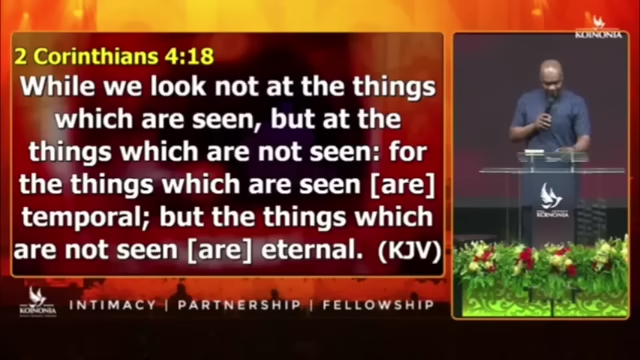 2 Corinthians 4:18
While we look not at the things
which are seen, but at the
things which are not seen: for
the things which are seen [are]
temporal; but the things which
are not seen [are] eternal. (KJV)
KOINONIA
KOINONIA
KOINONIA
INTIMACY | PARTNERSHIP | FELLOWSHIP